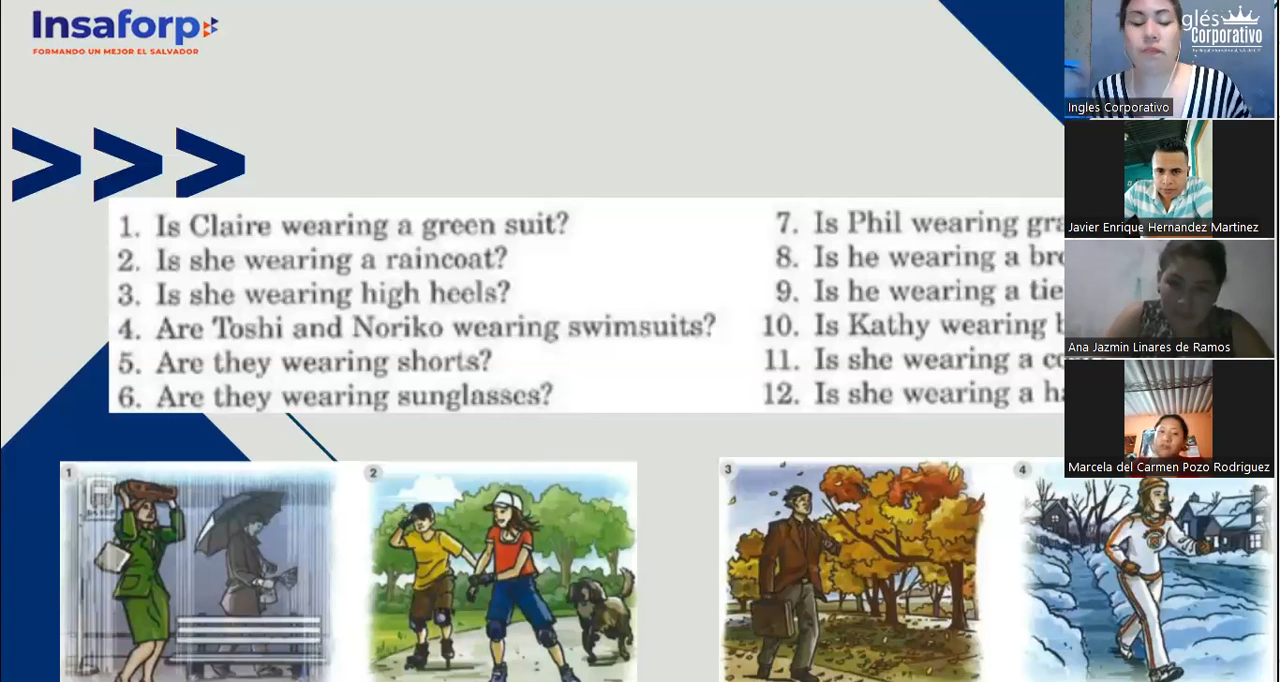 Insaforp
FORMANDO UN MEJOR EL SALVADOR
1. Is Claire wearing a green suit?
2. Is she wearing a raincoat?
3. Is she wearing high heels?
4. Are Toshi and Noriko wearing swimsuits?
5. Are they wearing shorts?
6. Are they wearing sunglasses?
7. Is Phil wearing gra
8. Is he wearing a br
9. Is he wearing a tie
10. Is Kathy wearing
11. Is she wearing a
12. Is she wearing a
1
2
3
4
glés
Corporativo
Ingles Corporativo
Javier Enrique Hernandez Martinez
Ana Jazmin Linares de Ramos
Marcela del Carmen Pozo Rodriguez